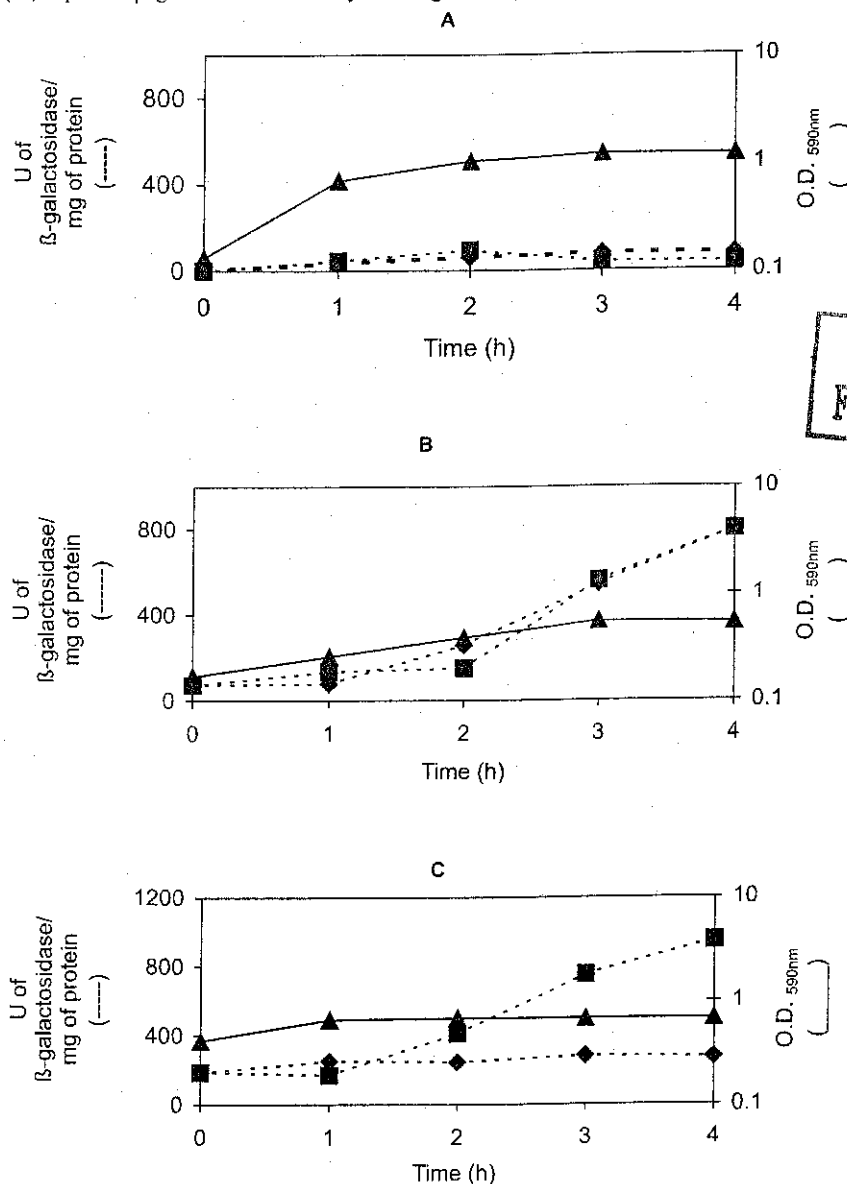 A
U of
ß-galactosidase/
mg of protein
(-----)
800
400
0
10
1
0.1
O.D. 590nm
0 1 2 3 4
Time (h)
B
U of
ß-galactosidase/
mg of protein
(------)
800
400
0
10
1
0.1
O.D. 590nm
0 1 2 3 4
Time (h)
C
U of
ß-galactosidase/
mg of protein
(----)
1200
800
400
0
10
1
0.1
O.D. 590nm
0 1 2 3 4
Time (h)